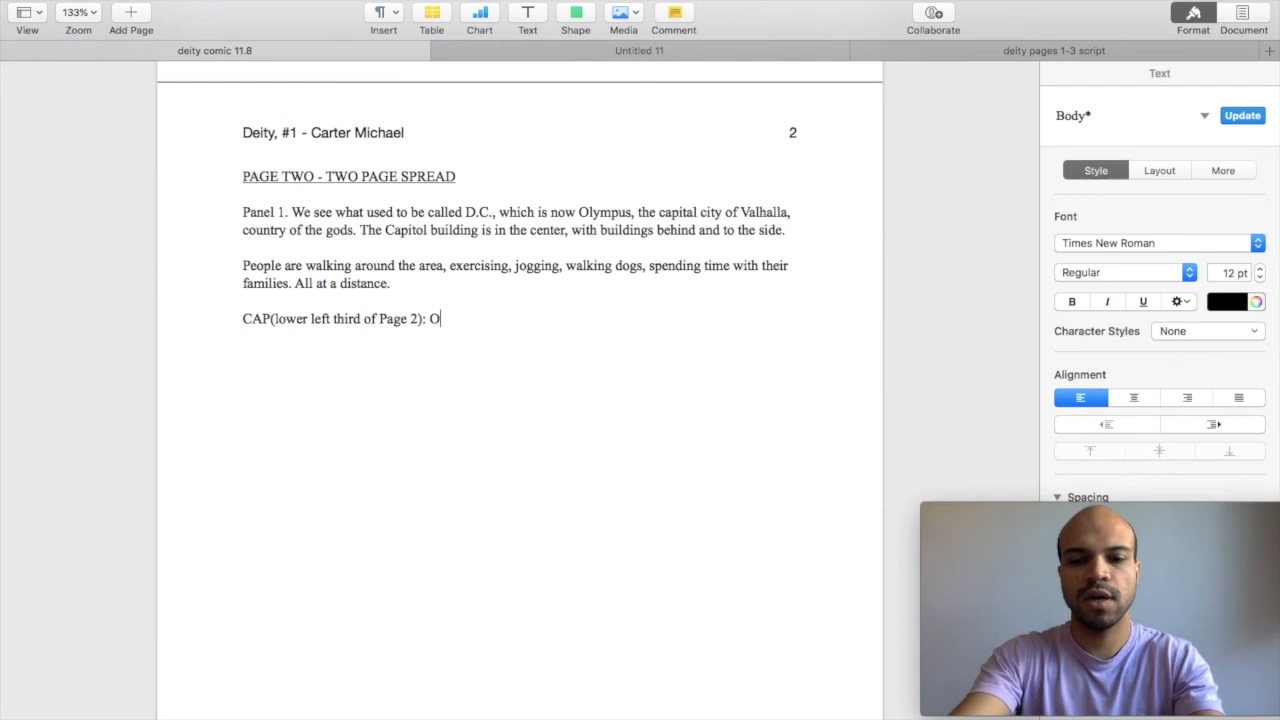 133%
View
Zoom
Add Page
Insert
Table
Chart
Text
Shape
Media
Comment
Collaborate
Format
Document
deity comic 11.8
Untitled 11
deity pages 1-3 script
Deity, #1 - Carter Michael
2
PAGE TWO - TWO PAGE SPREAD
Panel 1. We see what used to be called D.C., which is now Olympus, the capital city of Valhalla,
country of the gods. The Capitol building is in the center, with buildings behind and to the side.
People are walking around the area, exercising, jogging, walking dogs, spending time with their
families. All at a distance.
CAP(lower left third of Page 2): O
Text
Body*
Update
Style
Layout
More
Font
Times New Roman
Regular
12 pt
B I U
Character Styles
None
Alignment
Spacing